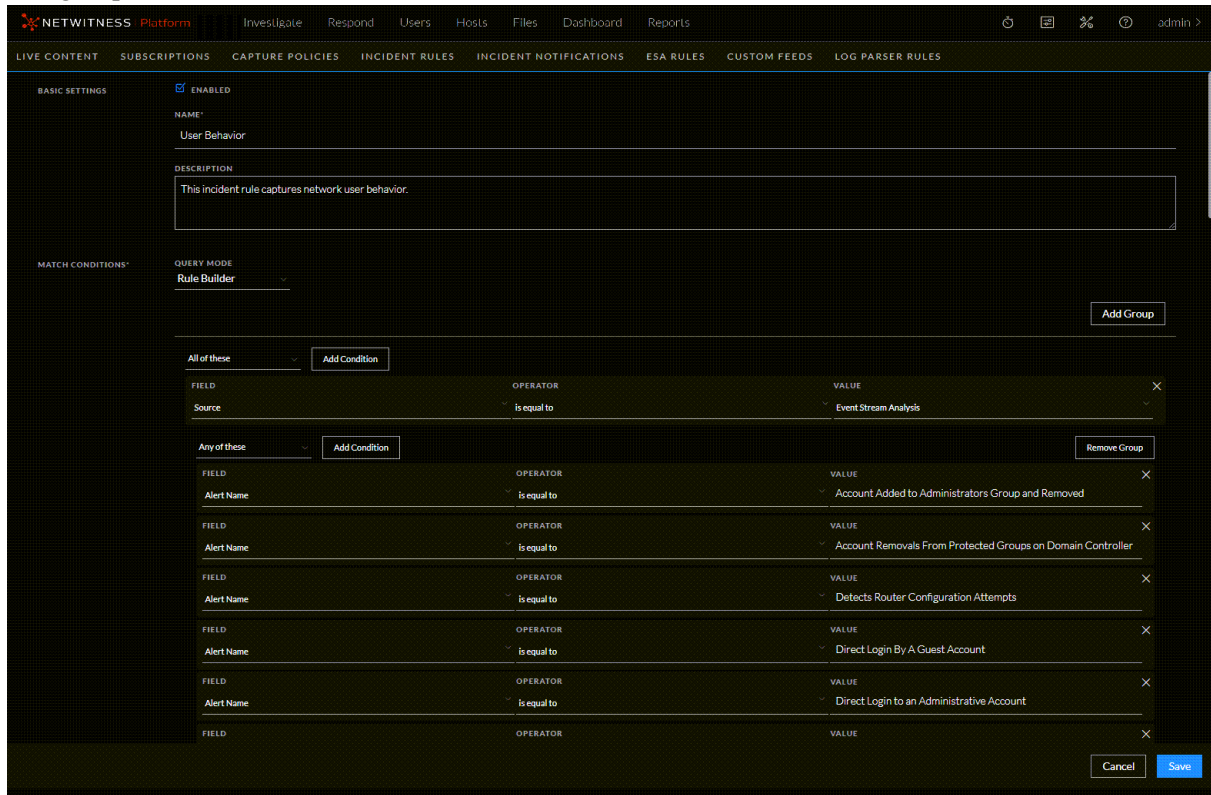 NETWITNESS Platform Investigate Respond Users Hosts Files Dashboard Reports admin >
LIVE CONTENT SUBSCRIPTIONS CAPTURE POLICIES INCIDENT RULES INCIDENT NOTIFICATIONS ESA RULES CUSTOM FEEDS LOG PARSER RULES
BASIC SETTINGS ENABLED
NAME*
User Behavior
DESCRIPTION
This incident rule captures network user behavior.
MATCH CONDITIONS* QUERY MODE
Rule Builder
Add Group
All of these Add Condition
FIELD OPERATOR VALUE
Source is equal to Event Stream Analysis
Any of these Add Condition Remove Group
FIELD OPERATOR VALUE
Alert Name is equal to Account Added to Administrators Group and Removed
FIELD OPERATOR VALUE
Alert Name is equal to Account Removals From Protected Groups on Domain Controller
FIELD OPERATOR VALUE
Alert Name is equal to Detects Router Configuration Attempts
FIELD OPERATOR VALUE
Alert Name is equal to Direct Login By A Guest Account
FIELD OPERATOR VALUE
Alert Name is equal to Direct Login to an Administrative Account
FIELD OPERATOR VALUE
Cancel Save